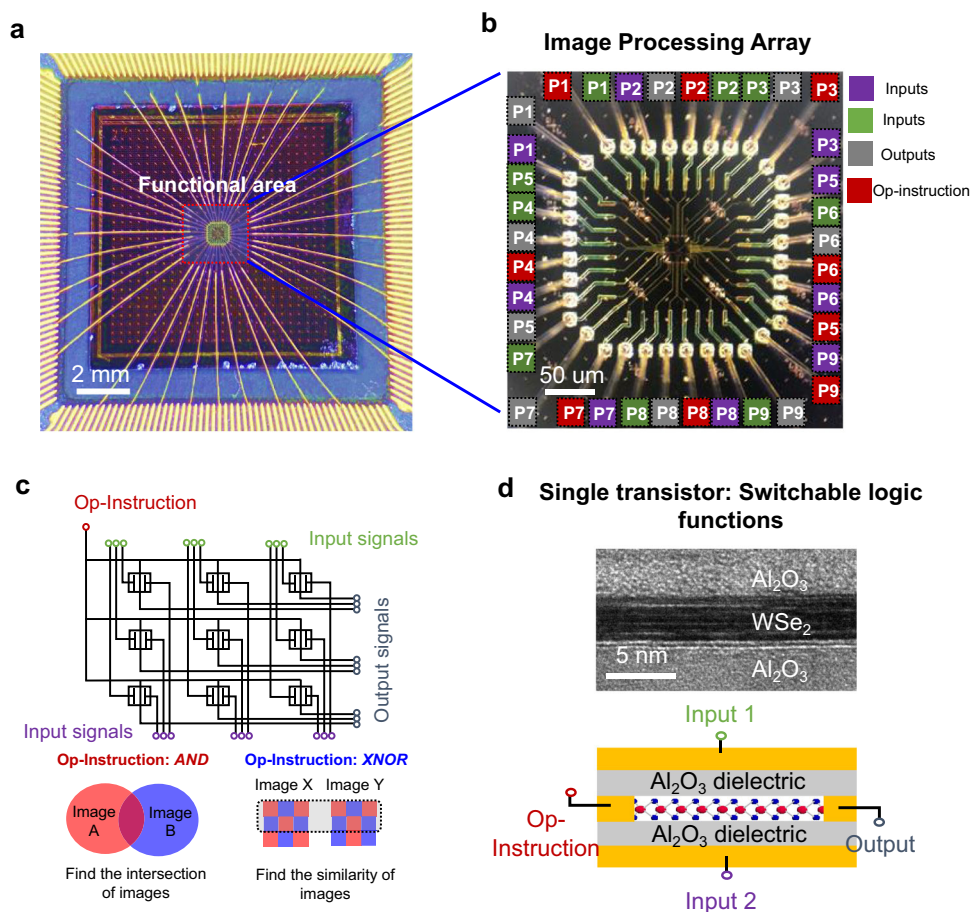 a
Functional area
2 mm
b
Image Processing Array
P1 P1 P2 P2 P2 P2 P3 P3 P3
P1
P1
P5
P4
P4
P4
P4
P5
P7
P3
P5
P6
P6
P6
P6
P5
P9
P9
P7 P7 P7 P8 P8 P8 P8 P9 P9
50 um
Inputs
Inputs
Outputs
Op-instruction
c
Op-Instruction
Input signals
Output signals
Input signals
Op-Instruction: AND
Image
A
Image
B
Find the intersection
of images
Op-Instruction: XNOR
Image X Image Y
Find the similarity of
images
d
Single transistor: Switchable logic
functions
Al2O3
WSe2
5 nm
Al2O3
Input 1
Al2O3 dielectric
Op-
Instruction
Al2O3 dielectric
Output
Input 2